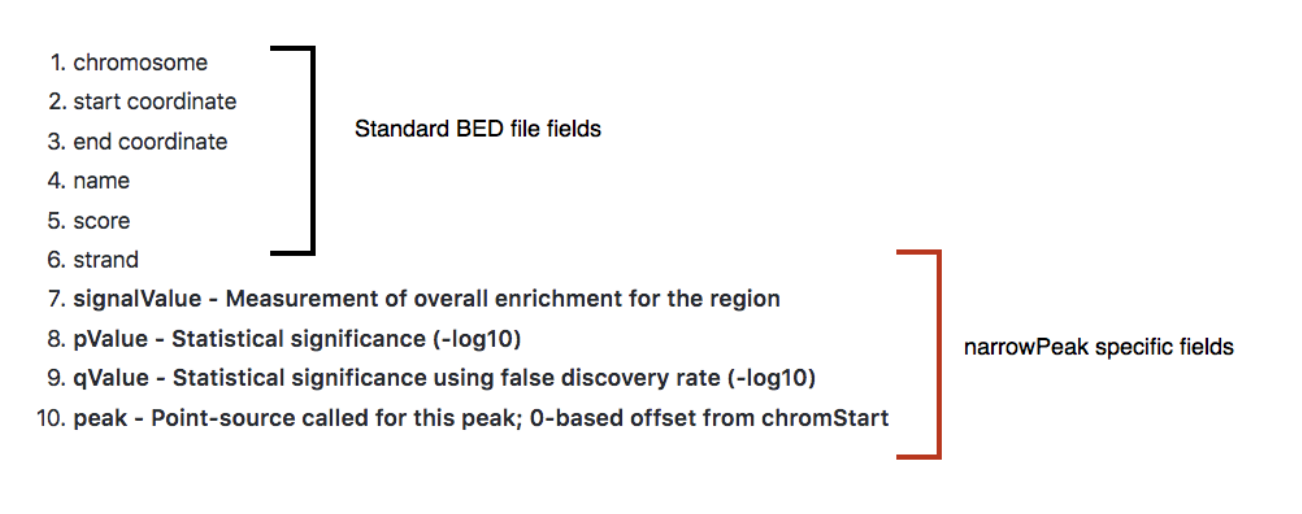 1. chromosome
2. start coordinate
3. end coordinate
4. name
5. score
6. strand
Standard BED file fields
7. signalValue - Measurement of overall enrichment for the region
8. pValue - Statistical significance (-log10)
9. qValue - Statistical significance using false discovery rate (-log10)
10. peak - Point-source called for this peak; 0-based offset from chromStart
narrowPeak specific fields